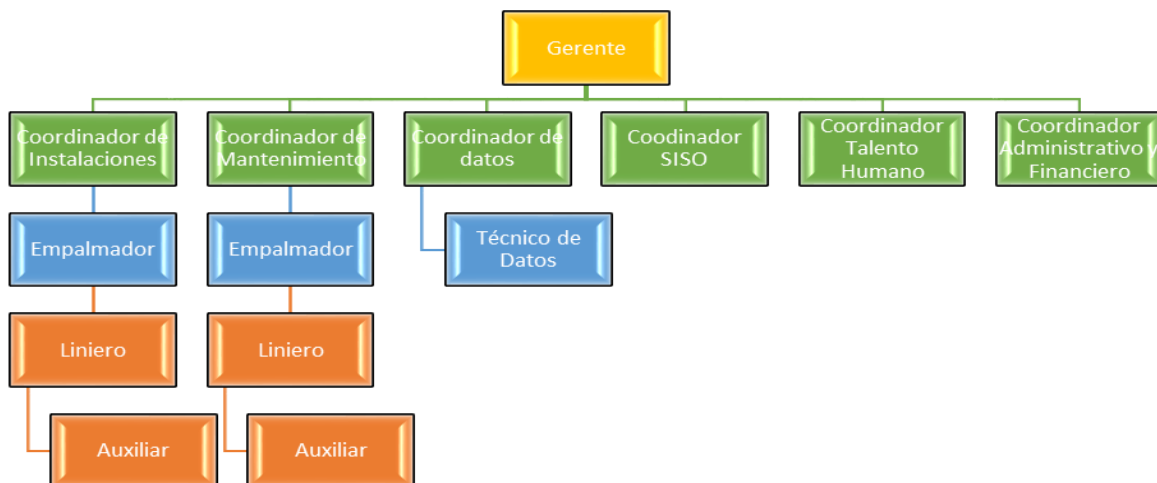 Gerente
Coordinador de
Instalaciones
Coordinador de
Mantenimiento
Coordinador de
datos
Coodinador
SISO
Coordinador
Talento
Humano
Coordinador
Administrativo y
Financiero
Empalmador
Empalmador
Técnico de
Datos
Liniero
Liniero
Auxiliar
Auxiliar